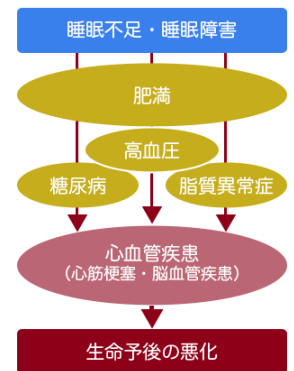 睡眠不足・睡眠障害
肥満
高血圧
糖尿病
脂質異常症
心血管疾患
（心筋梗塞・脳血管疾患）
生命予後の悪化